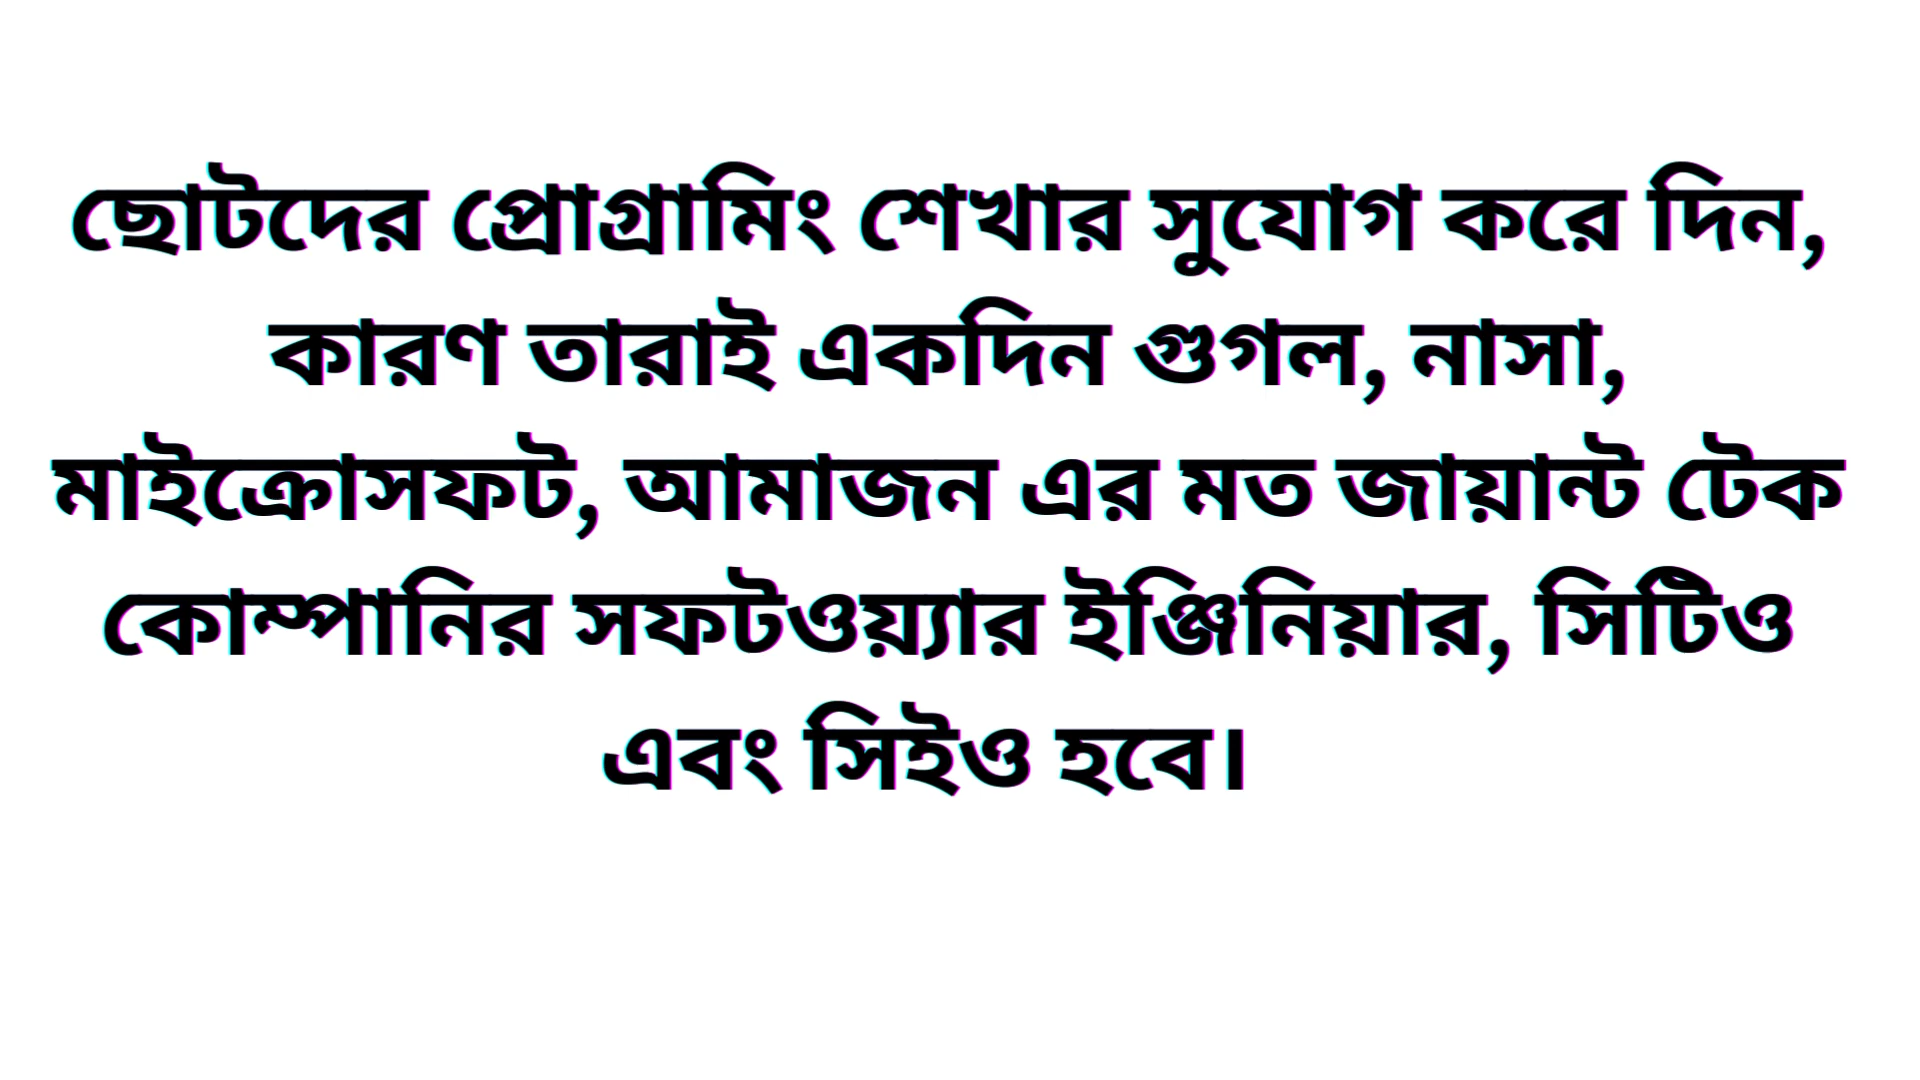 ছোটদের প্রোগ্রামিং শেখার সুযোগ করে দিন,
কারণ তারাই একদিন গুগল, নাসা,
মাইক্রোসফট, আমাজন এর মত জায়ান্ট টেক
কোম্পানির সফটওয়্যার ইঞ্জিনিয়ার, সিটিও
এবং সিইও হবে।